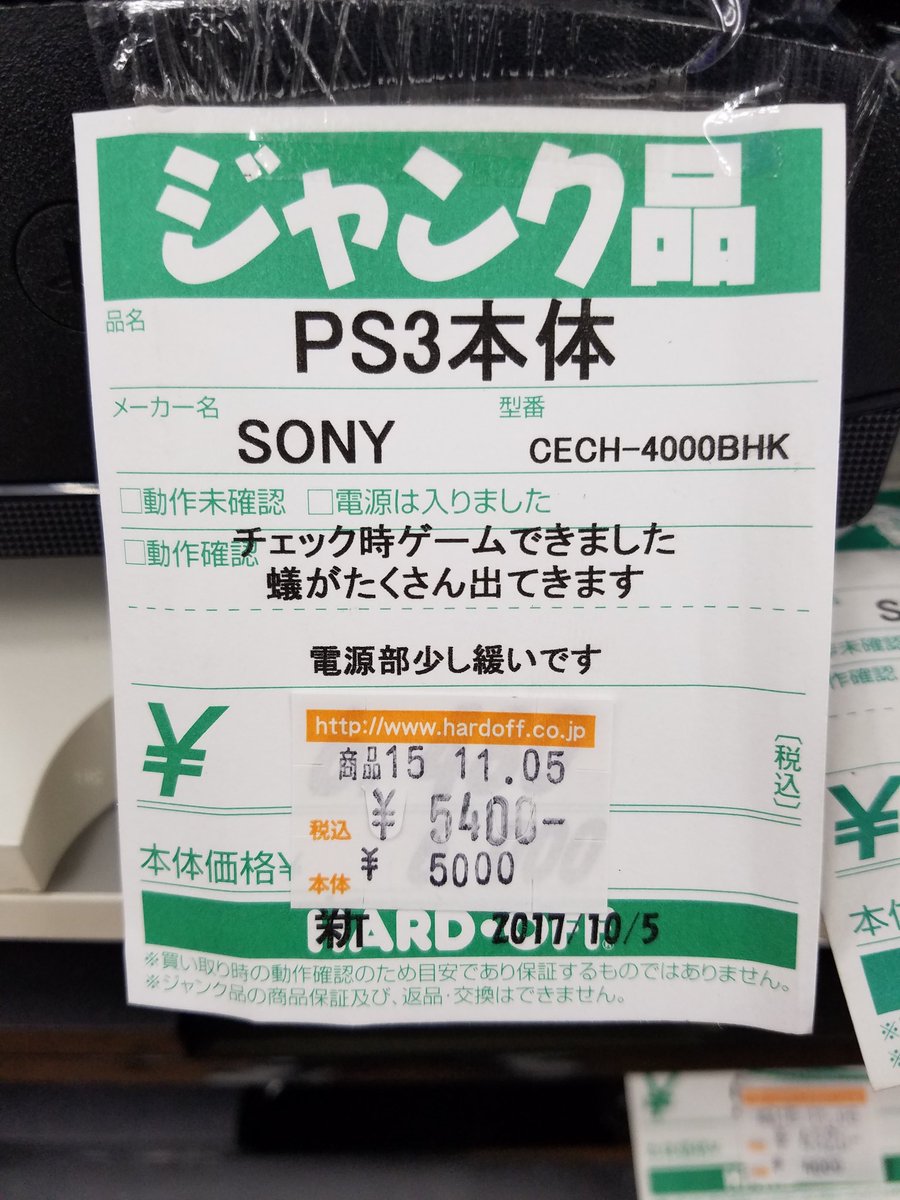 ジャンク品
品名
PS3本体
メーカー名 型番
SONY CECH-4000BHK
□動作未確認 □電源は入りました
□動作確認 チェック時ゲームできました
蟻がたくさん出てきます
電源部少し緩いです
http://www.hardoff.co.jp
商品15 11.05
¥ 〔税込〕
税込 ¥ 5400-
本体価格¥
本体 ¥ 5000
新T HARD OFF 2017/10/5
※買い取り時の動作確認のため目安であり保証するものではありません。
※ジャンク品の商品保証及び、返品・交換はできません。